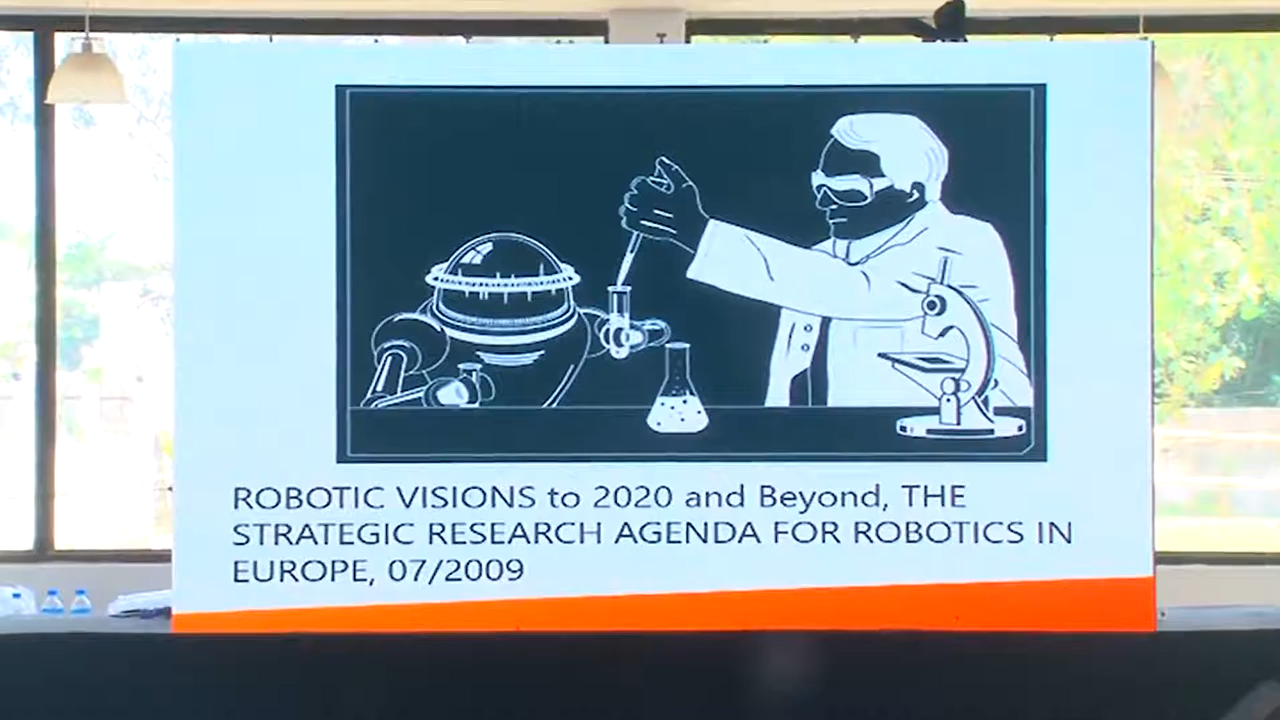 ROBOTIC VISIONS to 2020 and Beyond, THE
STRATEGIC RESEARCH AGENDA FOR ROBOTICS IN
EUROPE, 07/2009